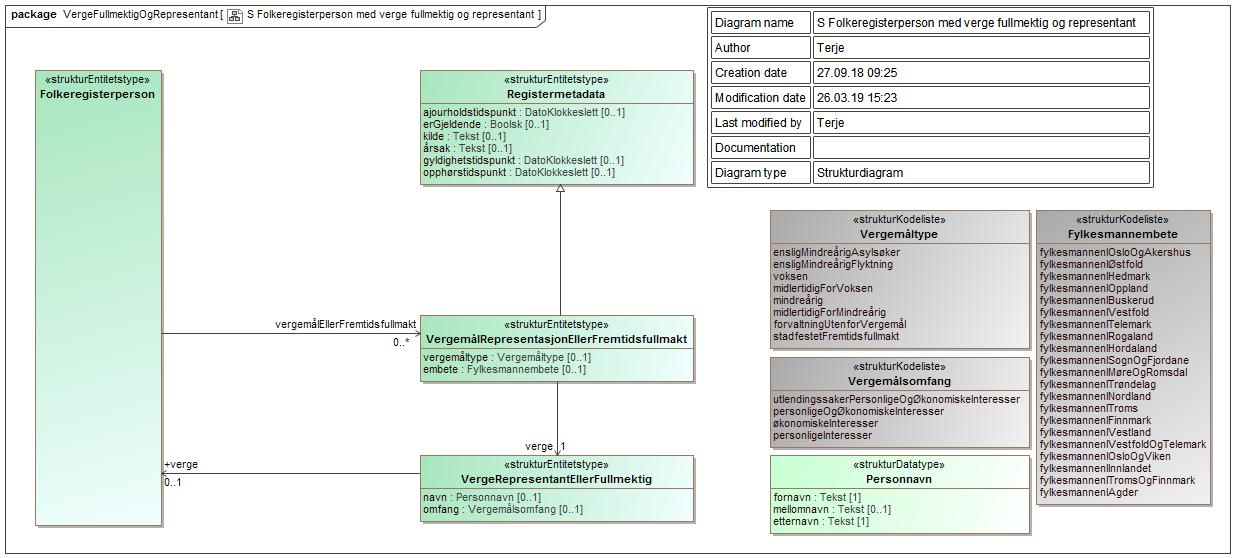 package VergeFullmektigOgRepresentant [ S Folkeregisterperson med verge fullmektig og representant ]
Diagram name S Folkeregisterperson med verge fullmektig og representant
Author Terje
Creation date 27.09.18 09:25
Modification date 26.03.19 15:23
Last modified by Terje
Documentation
Diagram type Strukturdiagram
«strukturEntitetstype»
Folkeregisterperson
«strukturEntitetstype»
Registermetadata
ajourholdstidspunkt : DatoKlokkeslett [0..1]
erGjeldende : Boolsk [0..1]
kilde : Tekst [0..1]
årsak : Tekst [0..1]
gyldighetstidspunkt : DatoKlokkeslett [0..1]
opphørstidspunkt : DatoKlokkeslett [0..1]
vergemålEllerFremtidsfullmakt
0..*
«strukturEntitetstype»
VergemålRepresentasjonEllerFremtidsfullmakt
vergemåltype : Vergemåltype [0..1]
embete : Fylkesmannembete [0..1]
verge 1
+verge
0..1
«strukturEntitetstype»
VergeRepresentantEllerFullmektig
navn : Personnavn [0..1]
omfang : Vergemålsomfang [0..1]
«strukturKodeliste»
Vergemåltype
ensligMindreårigAsylsøker
ensligMindreårigFlyktning
voksen
midlertidigForVoksen
mindreårig
midlertidigForMindreårig
forvaltningUtenforVergemål
stadfestetFremtidsfullmakt
«strukturKodeliste»
Vergemålsomfang
utlendingssakerPersonligeOgØkonomiskeInteresser
personligeOgØkonomiskeInteresser
økonomiskeInteresser
personligeInteresser
«strukturDatatype»
Personnavn
fornavn : Tekst [1]
mellomnavn : Tekst [0..1]
etternavn : Tekst [1]
«strukturKodeliste»
Fylkesmannembete
fylkesmannenIOsloOgAkershus
fylkesmannenIØstfold
fylkesmannenIHedmark
fylkesmannenIOppland
fylkesmannenIBuskerud
fylkesmannenIVestfold
fylkesmannenITelemark
fylkesmannenIRogaland
fylkesmannenIHordaland
fylkesmannenISognOgFjordane
fylkesmannenIMøreOgRomsdal
fylkesmannenITrøndelag
fylkesmannenINordland
fylkesmannenITroms
fylkesmannenIFinnmark
fylkesmannenIVestland
fylkesmannenIVestfoldOgTelemark
fylkesmannenIOsloOgViken
fylkesmannenIInnlandet
fylkesmannenITromsOgFinnmark
fylkesmannenIAgder